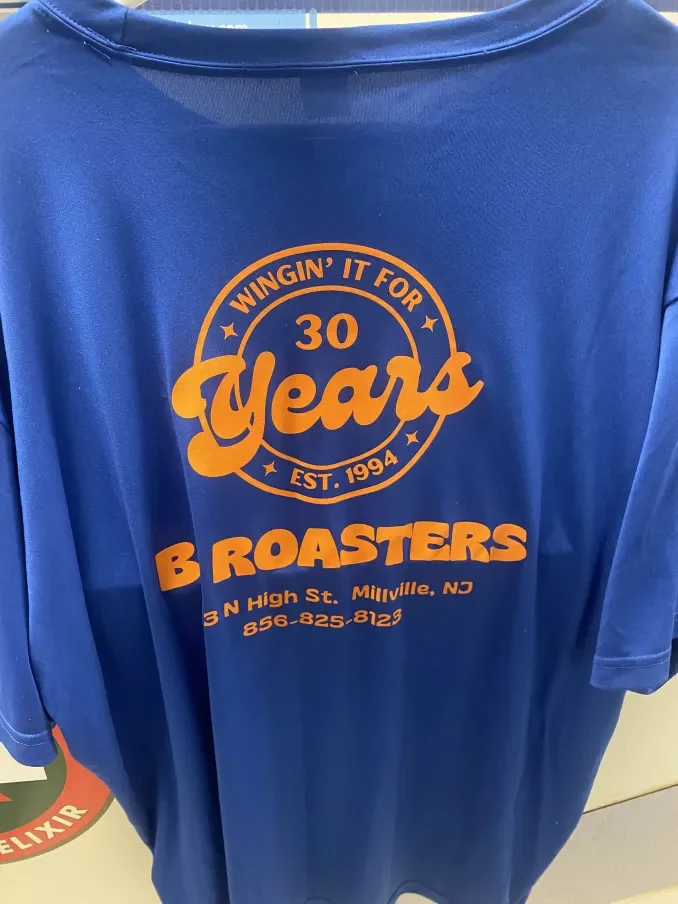 WINGIN' IT FOR
30
Years
EST. 1994
B ROASTERS
3 N High St. Millville, NJ
856-825-8123
ELIXIR